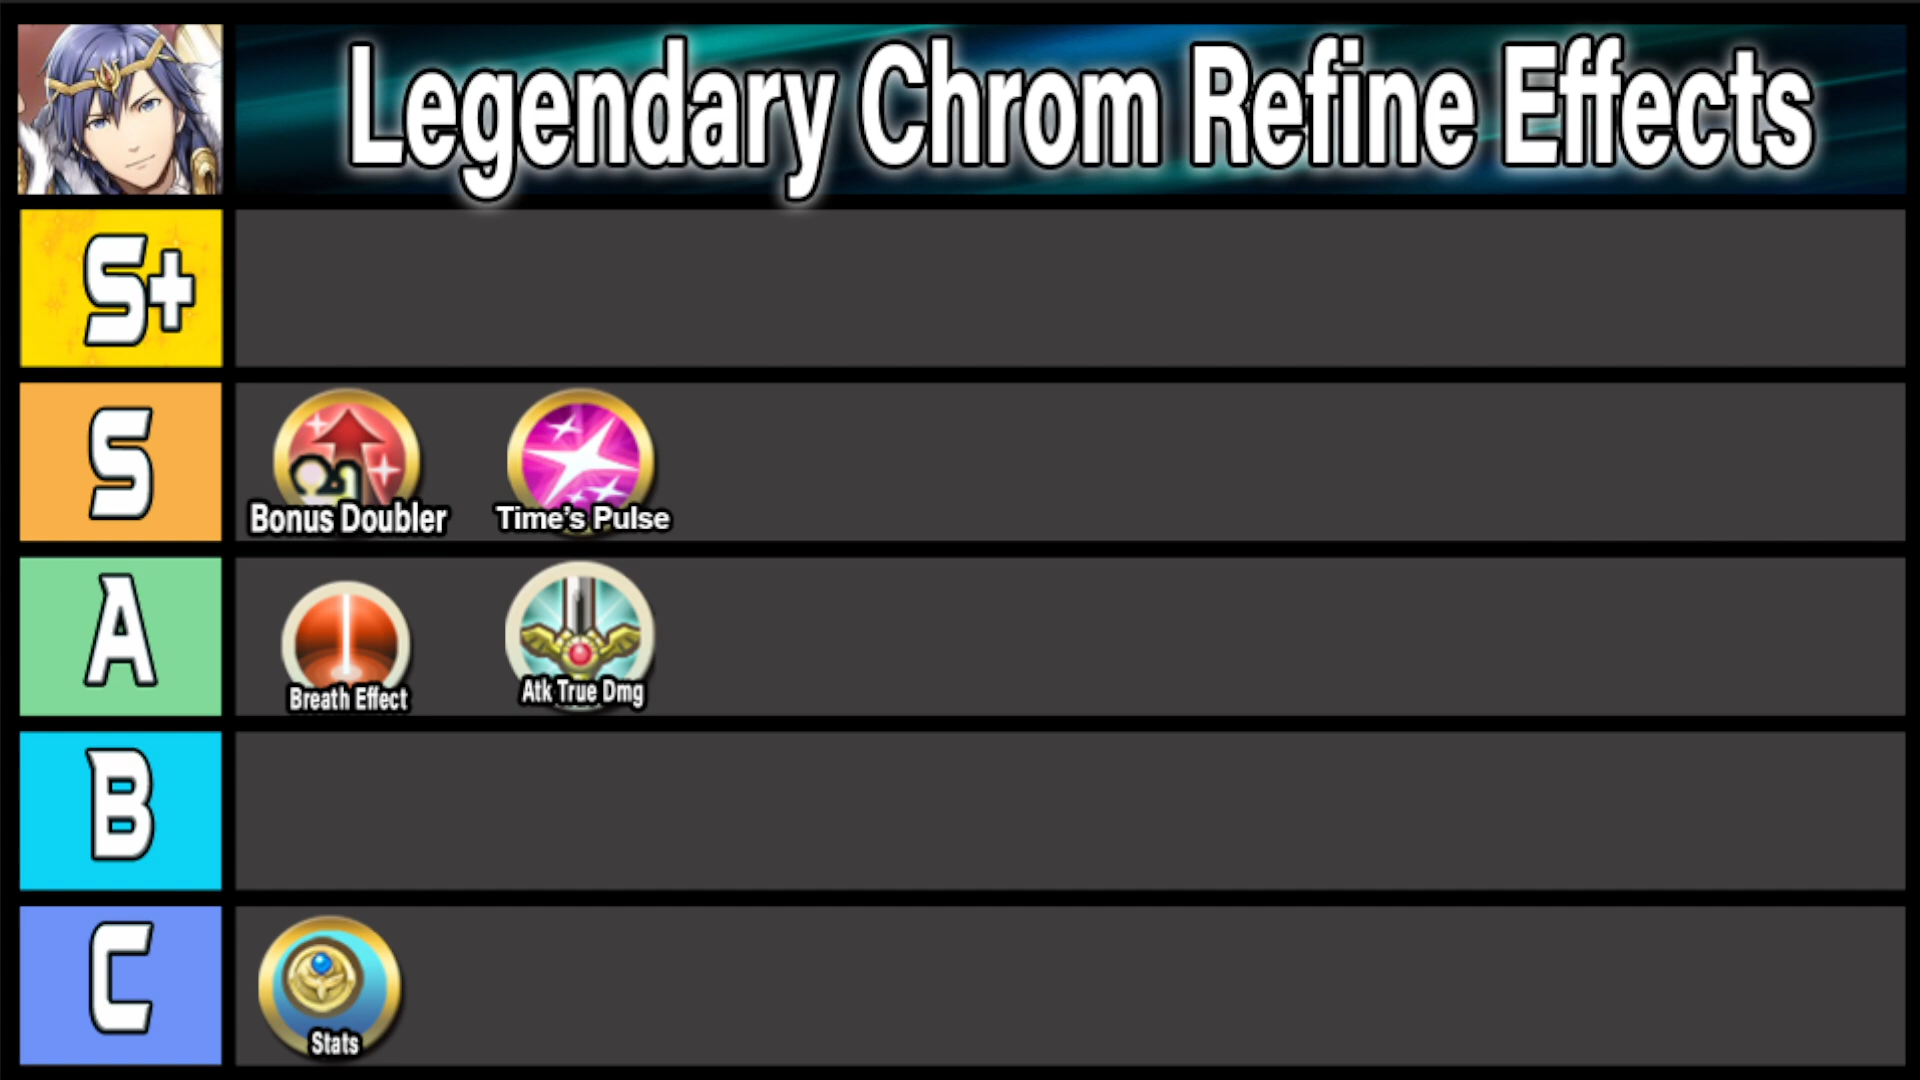 Legendary Chrom Refine Effects
S+
S
Bonus Doubler
Time's Pulse
A
Breath Effect
Atk True Dmg
B
C
Stats